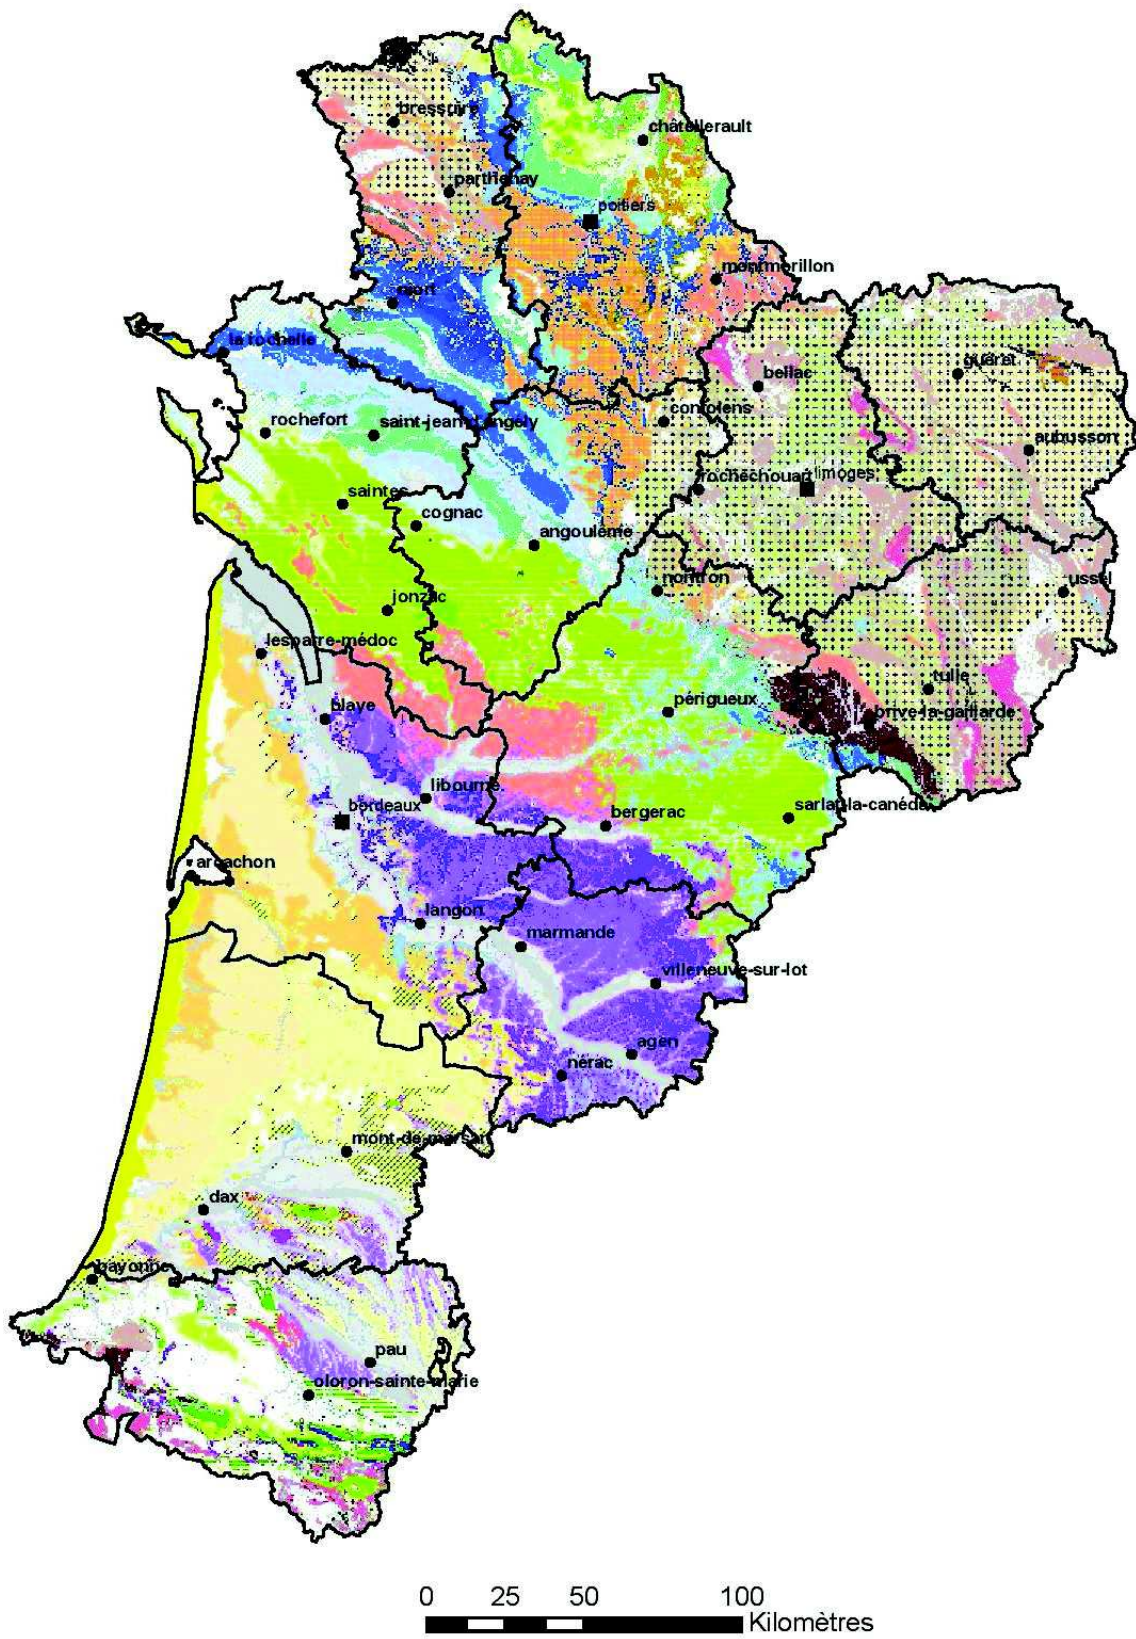 bressuire
châtellerault
parthenay
poitiers
montmorillon
niort
la rochelle
guéret
bellac
confolens
rochefort
saint-jean-d'angely
aubusson
rochechouart
limoges
saintes
cognac
angoulême
nontron
ussel
jonzac
lesparre-médoc
tulle
périgueux
blaye
brive-la-gaillarde
libourne
bordeaux
bergerac
sarlat-la-canéda
arcachon
langon
marmande
villeneuve-sur-lot
agen
nérac
mont-de-marsan
dax
bayonne
pau
oloron-sainte-marie
0 25 50 100
Kilomètres